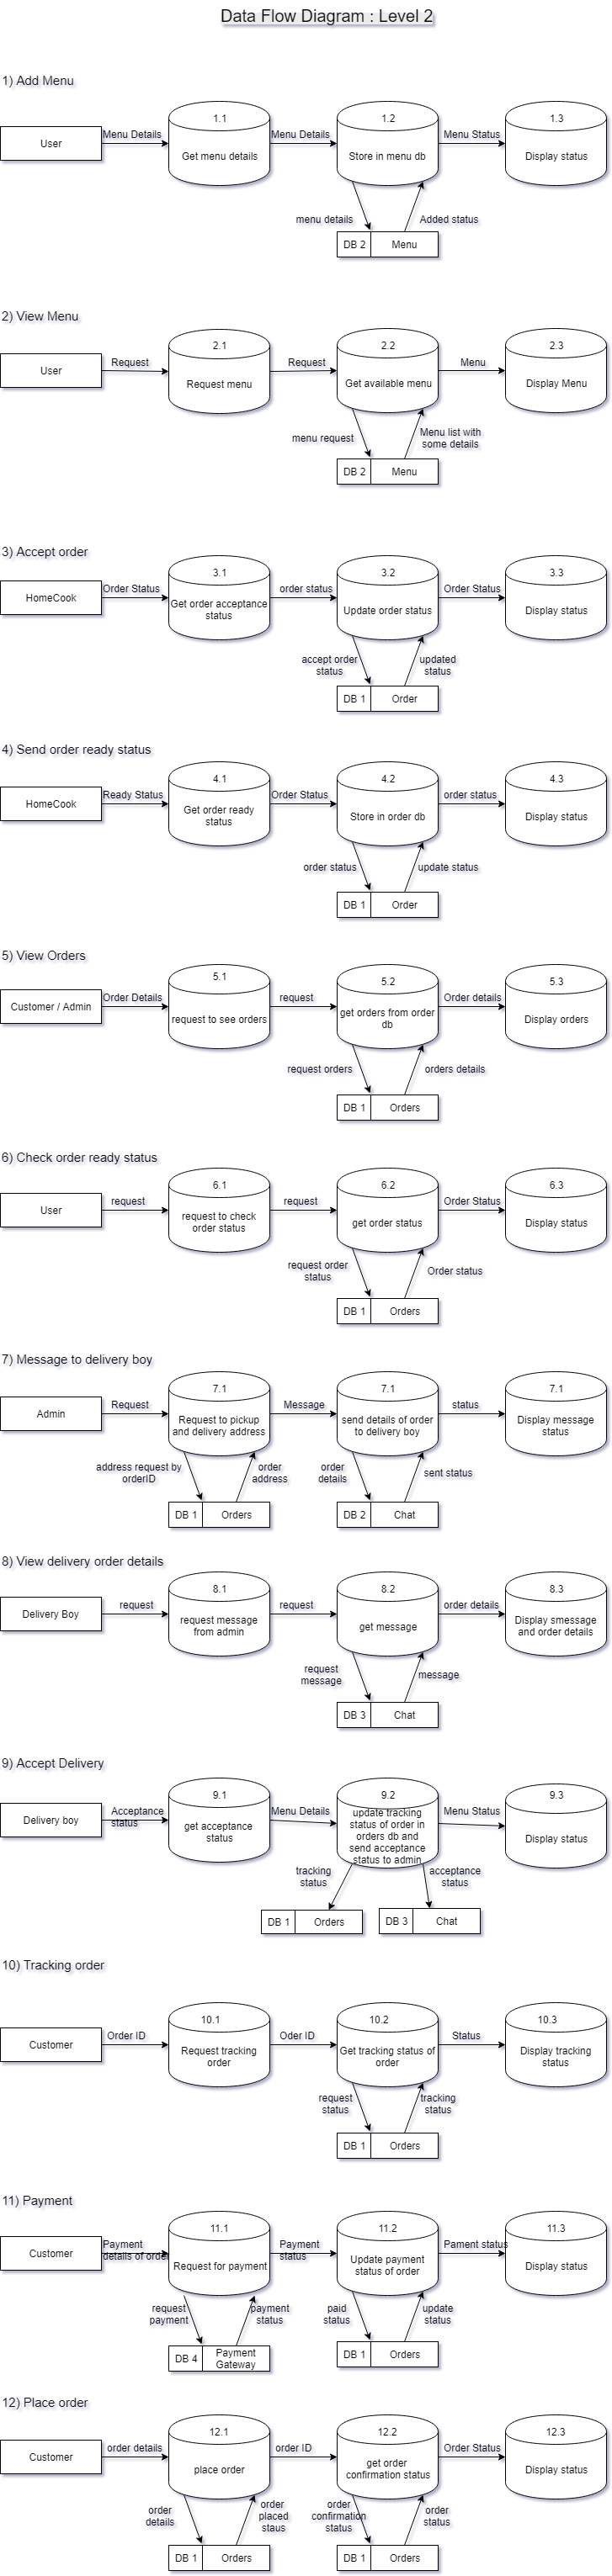 Data Flow Diagram : Level 2
1) Add Menu
User
Menu Details
1.1
Get menu details
Menu Details
1.2
Store in menu db
Menu Status
1.3
Display status
menu details
Added status
DB 2
Menu
2) View Menu
User
Request
2.1
Request menu
Request
2.2
Get available menu
Menu
2.3
Display Menu
menu request
Menu list with
some details
DB 2
Menu
3) Accept order
HomeCook
Order Status
3.1
Get order acceptance
status
order status
3.2
Update order status
Order Status
3.3
Display status
accept order
status
updated
status
DB 1
Order
4) Send order ready status
HomeCook
Ready Status
4.1
Get order ready
status
Order Status
4.2
Store in order db
order status
4.3
Display status
order status
update status
DB 1
Order
5) View Orders
Customer / Admin
Order Details
5.1
request to see orders
request
5.2
get orders from order
db
Order details
5.3
Display orders
request orders
orders details
DB 1
Orders
6) Check order ready status
User
request
6.1
request to check
order status
request
6.2
get order status
Order Status
6.3
Display status
request order
status
Order status
DB 1
Orders
7) Message to delivery boy
Admin
Request
7.1
Request to pickup
and delivery address
Message
7.1
send details of order
to delivery boy
status
7.1
Display message
status
address request by
orderID
order
address
order
details
sent status
DB 1
Orders
DB 2
Chat
8) View delivery order details
Delivery Boy
request
8.1
request message
from admin
request
8.2
get message
order details
8.3
Display smessage
and order details
request
message
message
DB 3
Chat
9) Accept Delivery
Delivery boy
Acceptance
status
9.1
get acceptance
status
Menu Details
9.2
update tracking
status of order in
orders db and
send acceptance
status to admin
Menu Status
9.3
Display status
tracking
status
acceptance
status
DB 1
Orders
DB 3
Chat
10) Tracking order
Customer
Order ID
10.1
Request tracking
order
Oder ID
10.2
Get tracking status of
order
Status
10.3
Display tracking
status
request
status
tracking
status
DB 1
Orders
11) Payment
Customer
Payment
details of order
11.1
Request for payment
Payment
status
11.2
Update payment
status of order
Pament status
11.3
Display status
request
payment
payment
status
paid
status
update
status
DB 4
Payment
Gateway
DB 1
Orders
12) Place order
Customer
order details
12.1
place order
order ID
12.2
get order
confirmation status
Order Status
12.3
Display status
order
details
order
placed
staus
order
confirmation
status
order
status
DB 1
Orders
DB 1
Orders